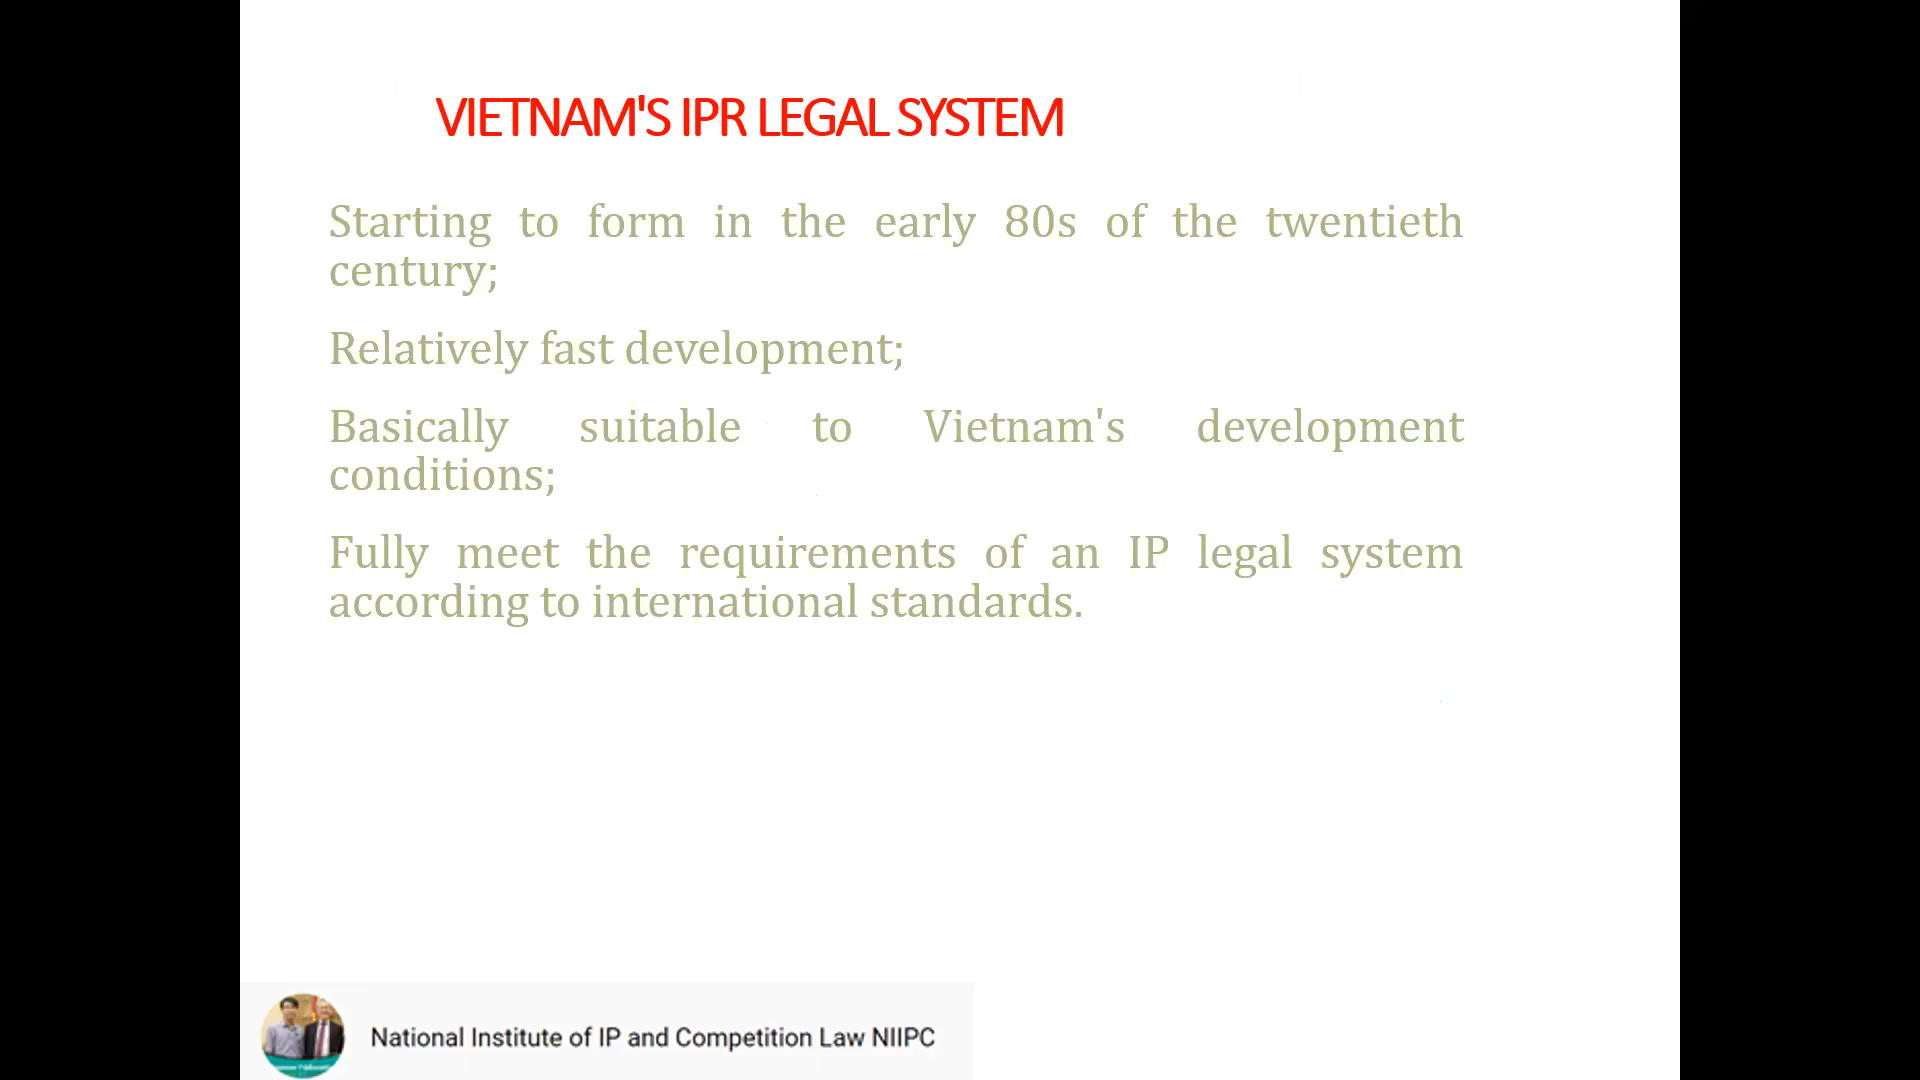 VIETNAM'S IPR LEGAL SYSTEM
Starting to form in the early 80s of the twentieth
century;
Relatively fast development;
Basically suitable to Vietnam's development
conditions;
Fully meet the requirements of an IP legal system
according to international standards.
National Institute of IP and Competition Law NIIPC